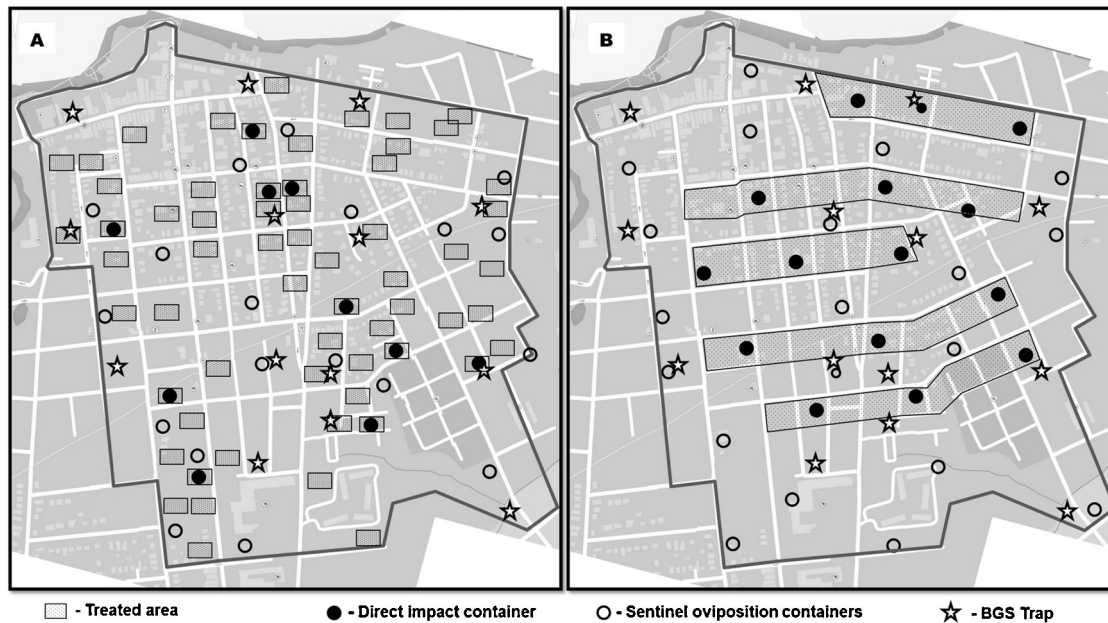 A
B
- Treated area - Direct impact container - Sentinel oviposition containers - BGS Trap